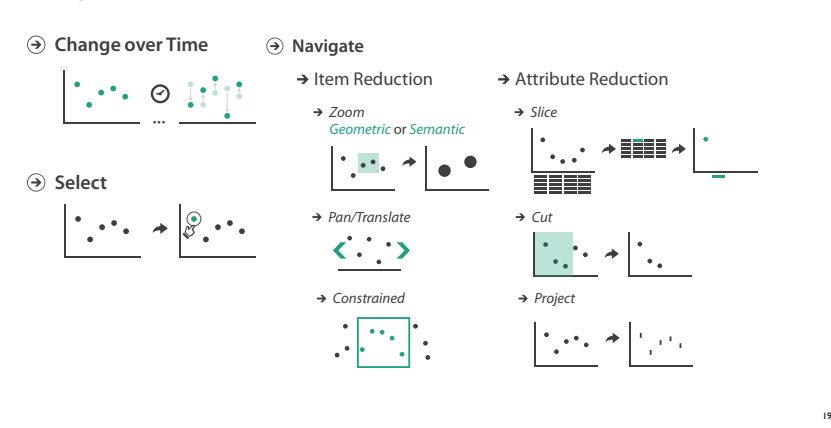 Change over Time
...
Select
Navigate
Item Reduction
Zoom
Geometric or Semantic
Pan/Translate
Constrained
Attribute Reduction
Slice
Cut
Project
19